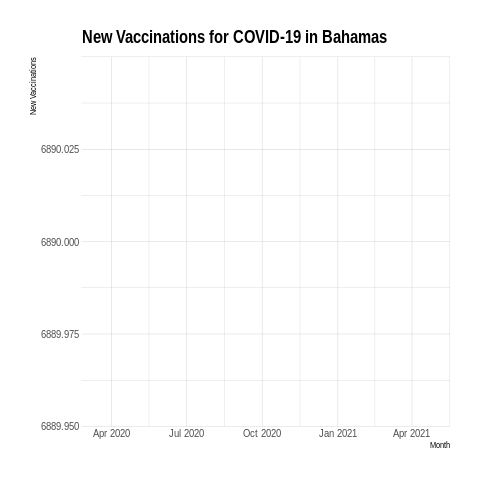 New Vaccinations for COVID-19 in Bahamas
New Vaccinations
6890.025
6890.000
6889.975
6889.950
Apr 2020 Jul 2020 Oct 2020 Jan 2021 Apr 2021
Month